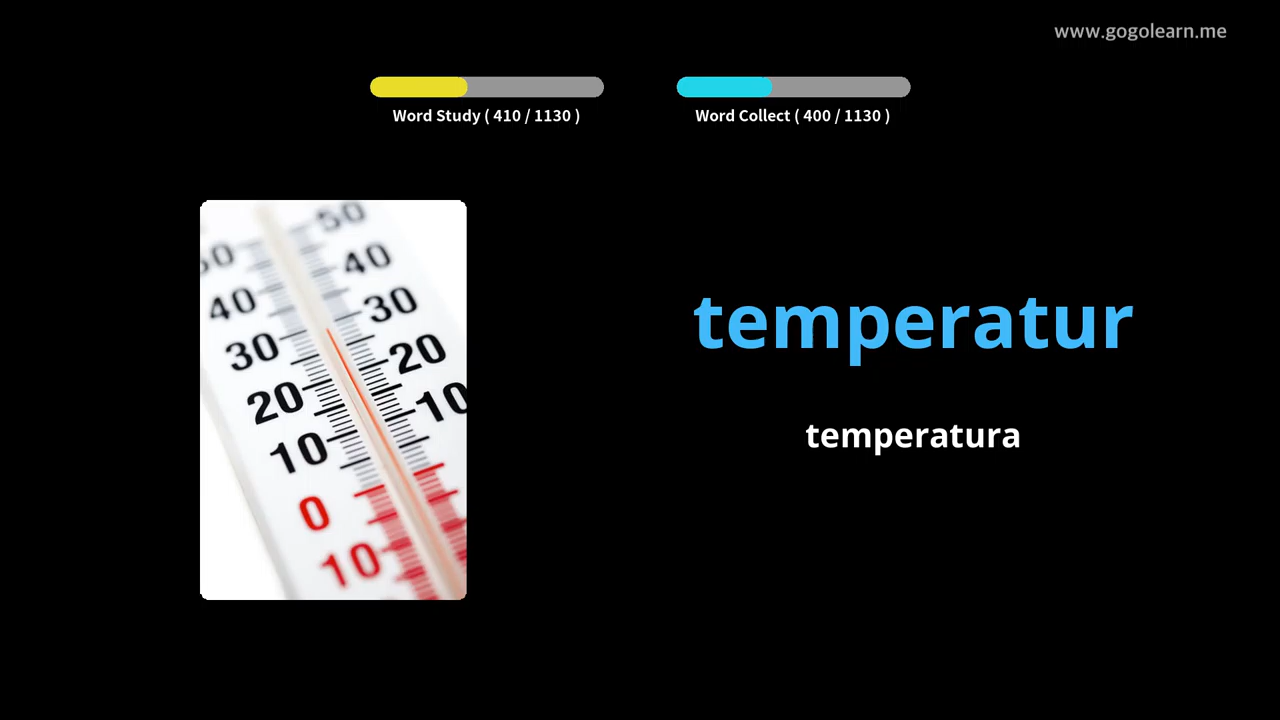 www.gogolearn.me
Word Study ( 410 / 1130 )
Word Collect ( 400 / 1130 )
50
50
40
40
30
30
20
20
10
10
0
10
temperatur
temperatura